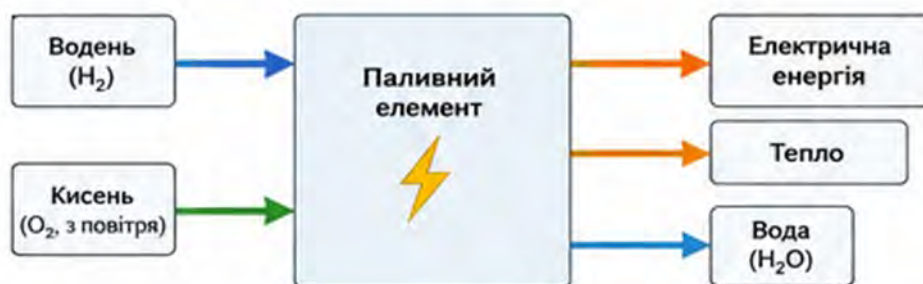 Водень
(H₂)
Кисень
(O₂, з повітря)
Паливний
елемент
Електрична
енергія
Тепло
Вода
(H₂O)